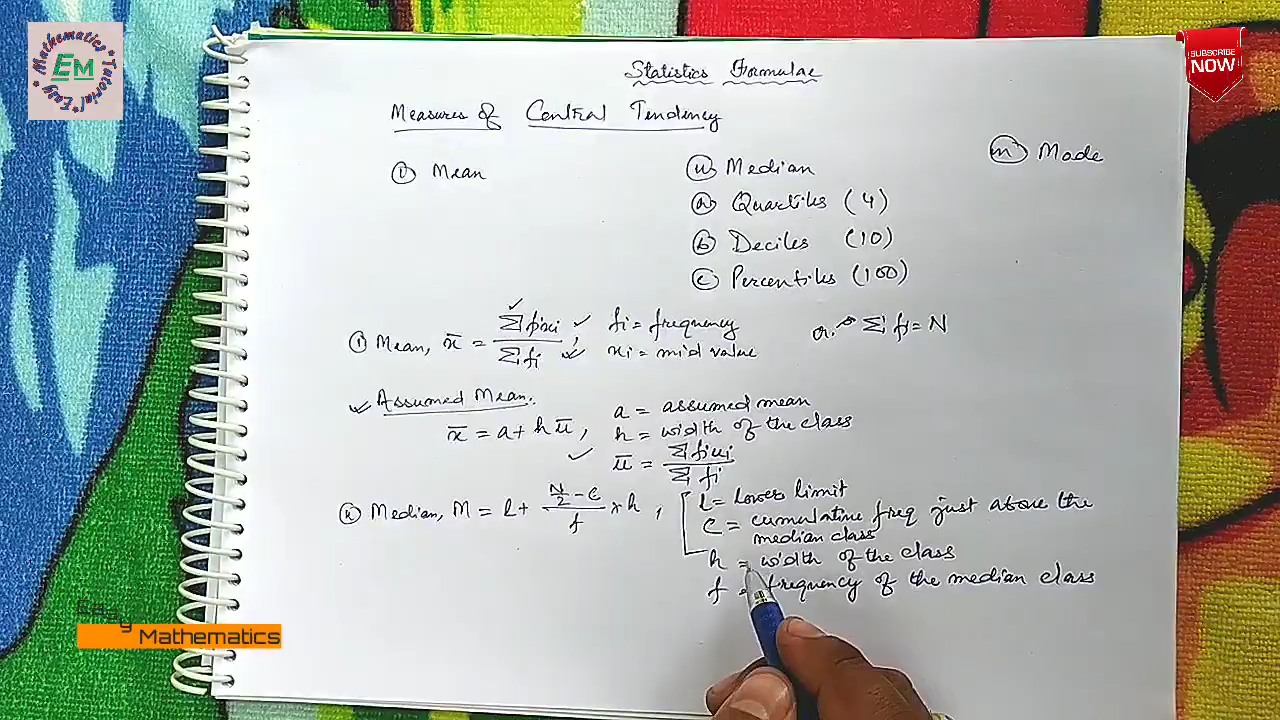 Mathematics Tutorial Easy
EM
SUBSCRIBE
NOW
Statistics Formulae
Measures of Central Tendency
(i) Mean
(ii) Median
(iii) Mode
(a) Quartiles (4)
(b) Deciles (10)
(c) Percentiles (100)
(i) Mean, x̄ = Σfixi / Σfi , fi = frequency
xi = mid value
or Σfi = N
Assumed Mean.
x̄ = a + hū , a = assumed mean
h = width of the class
ū = Σfiui / Σfi
(ii) Median, M = l + (N/2 - C)/f × h , l = lower limit
C = cumulative freq just above the
median class
h = width of the class
f = frequency of the median class
Easy
Mathematics